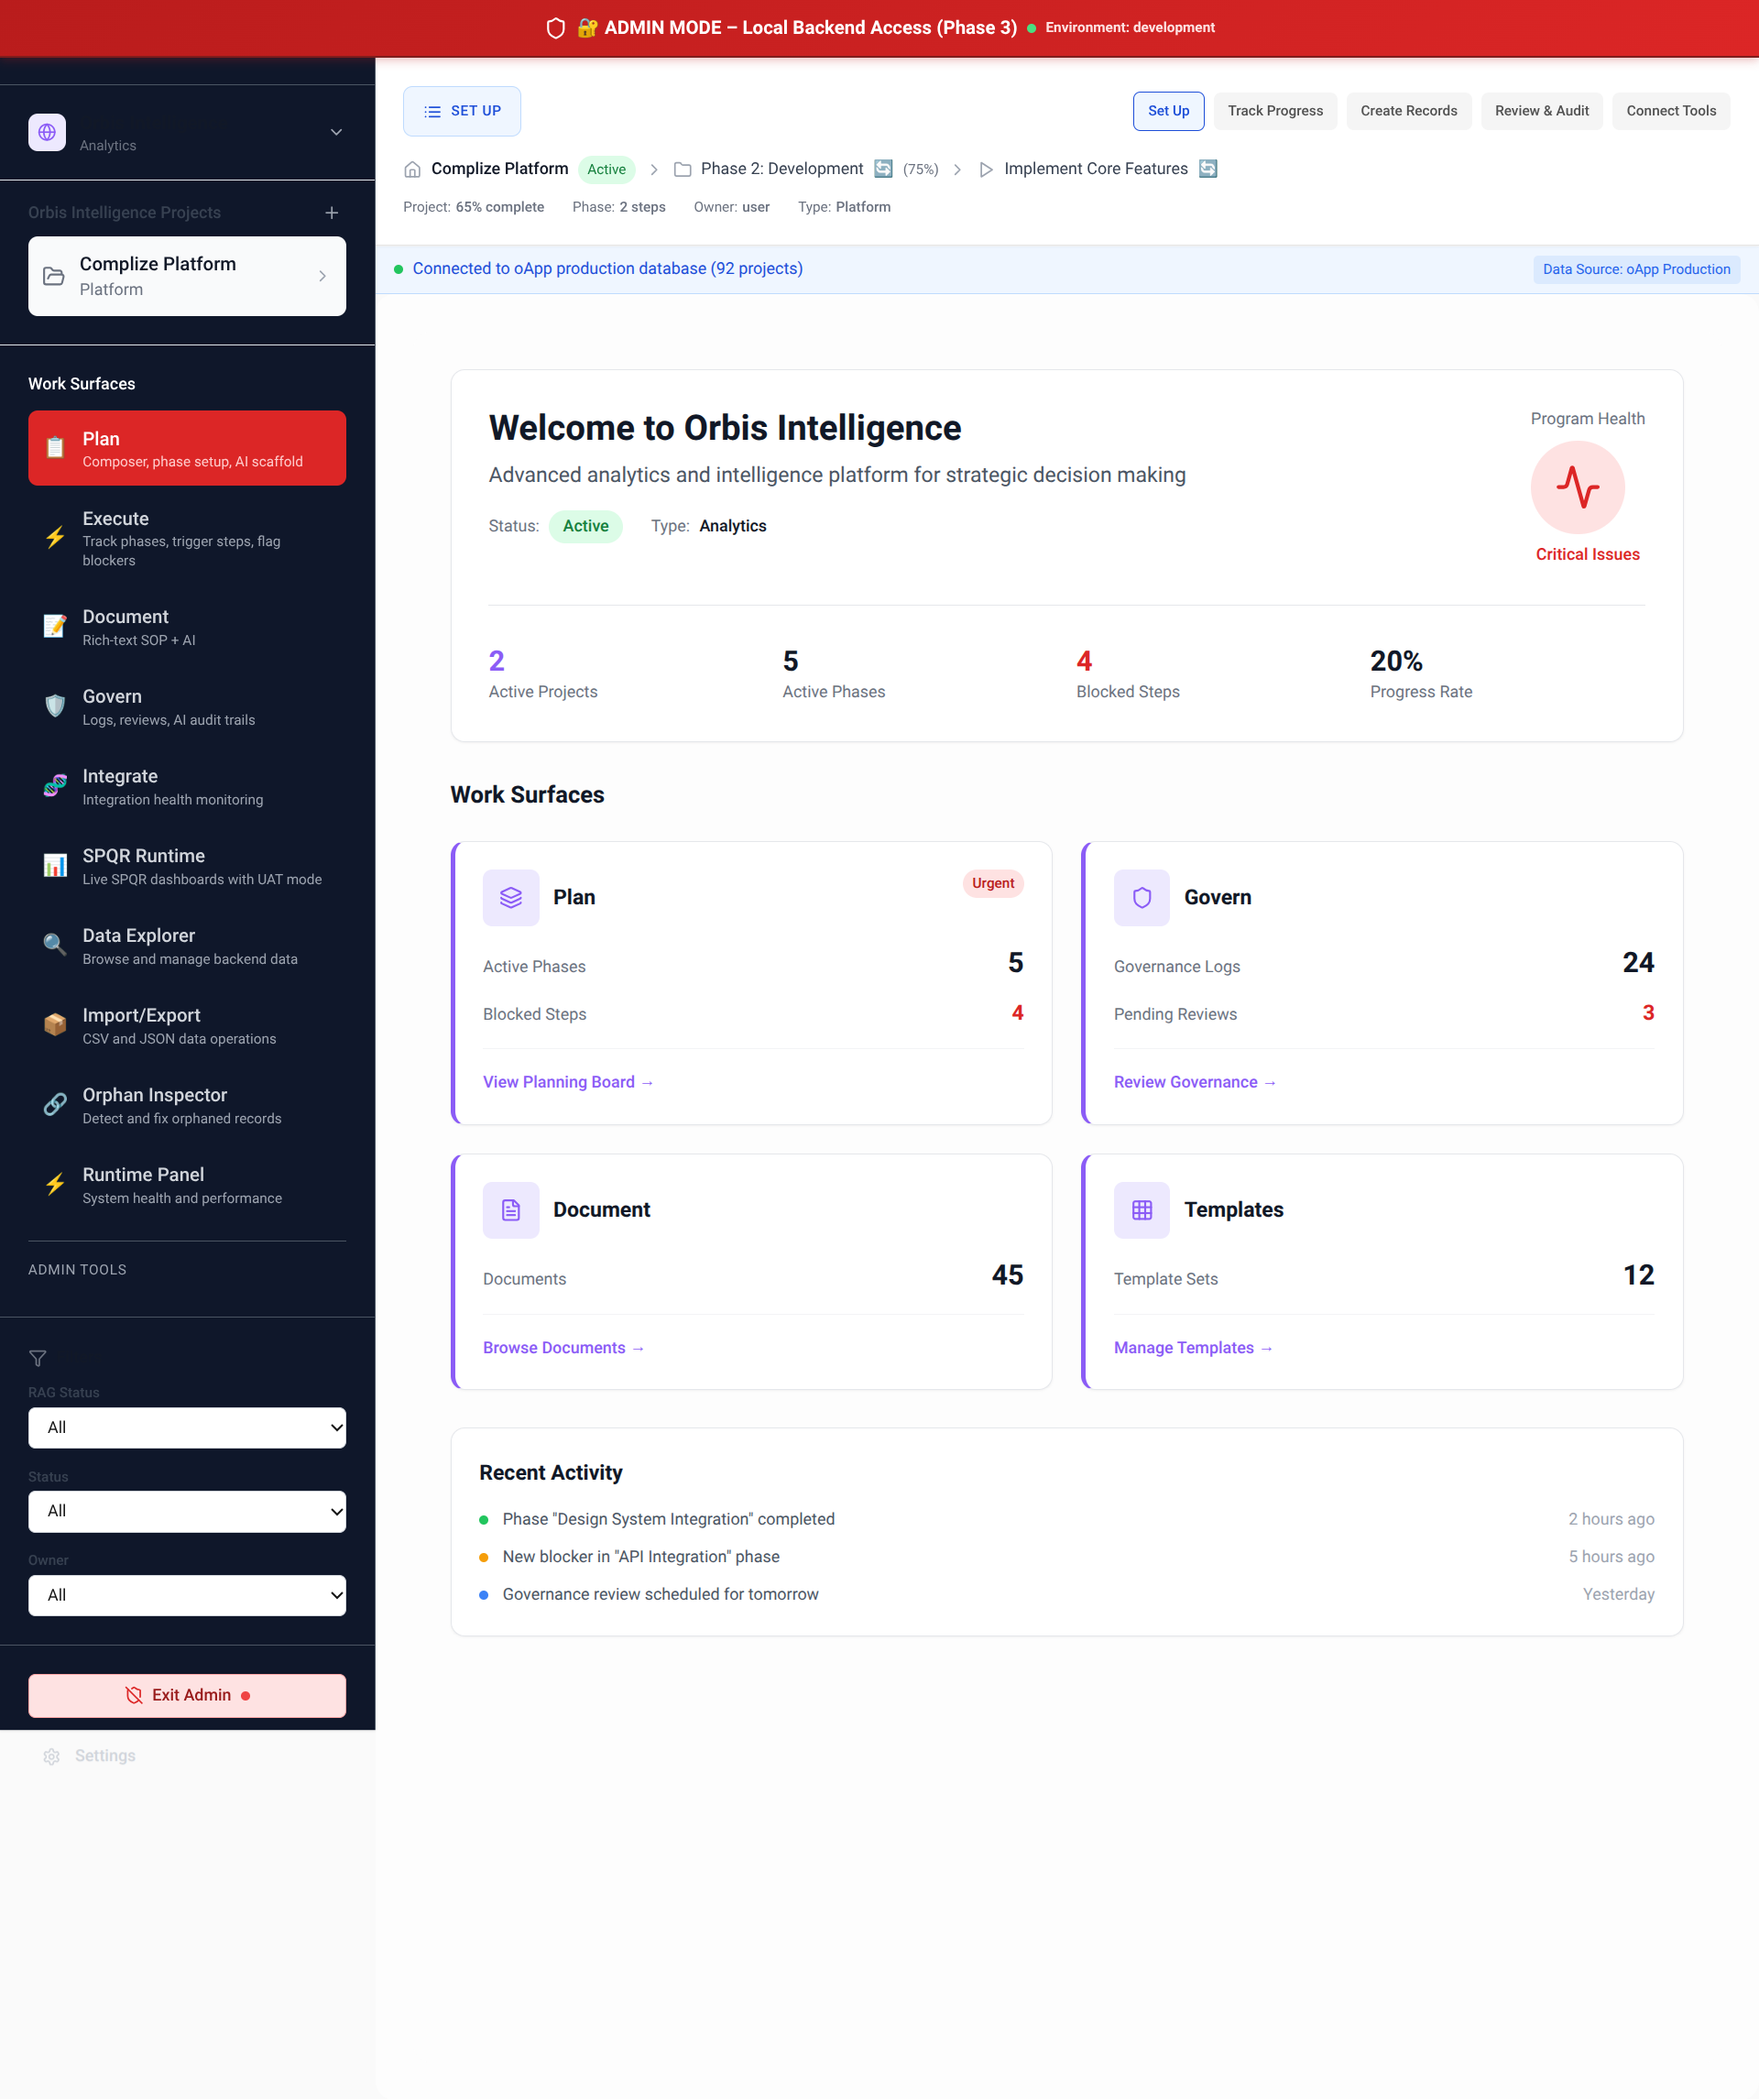 🔐 ADMIN MODE – Local Backend Access (Phase 3) Environment: development
Analytics
Orbis Intelligence Projects
Complize Platform
Platform
Work Surfaces
Plan
Composer, phase setup, AI scaffold
Execute
Track phases, trigger steps, flag
blockers
Document
Rich-text SOP + AI
Govern
Logs, reviews, AI audit trails
Integrate
Integration health monitoring
SPQR Runtime
Live SPQR dashboards with UAT mode
Data Explorer
Browse and manage backend data
Import/Export
CSV and JSON data operations
Orphan Inspector
Detect and fix orphaned records
Runtime Panel
System health and performance
ADMIN TOOLS
RAG Status
All
Status
All
Owner
All
Exit Admin
Settings
SET UP
Set Up Track Progress Create Records Review & Audit Connect Tools
Complize Platform Active Phase 2: Development (75%) Implement Core Features
Project: 65% complete Phase: 2 steps Owner: user Type: Platform
Connected to oApp production database (92 projects) Data Source: oApp Production
Welcome to Orbis Intelligence
Advanced analytics and intelligence platform for strategic decision making
Status: Active Type: Analytics
Program Health
Critical Issues
2 5 4 20%
Active Projects Active Phases Blocked Steps Progress Rate
Work Surfaces
Plan Urgent
Active Phases 5
Blocked Steps 4
View Planning Board →
Govern
Governance Logs 24
Pending Reviews 3
Review Governance →
Document
Documents 45
Browse Documents →
Templates
Template Sets 12
Manage Templates →
Recent Activity
Phase "Design System Integration" completed 2 hours ago
New blocker in "API Integration" phase 5 hours ago
Governance review scheduled for tomorrow Yesterday